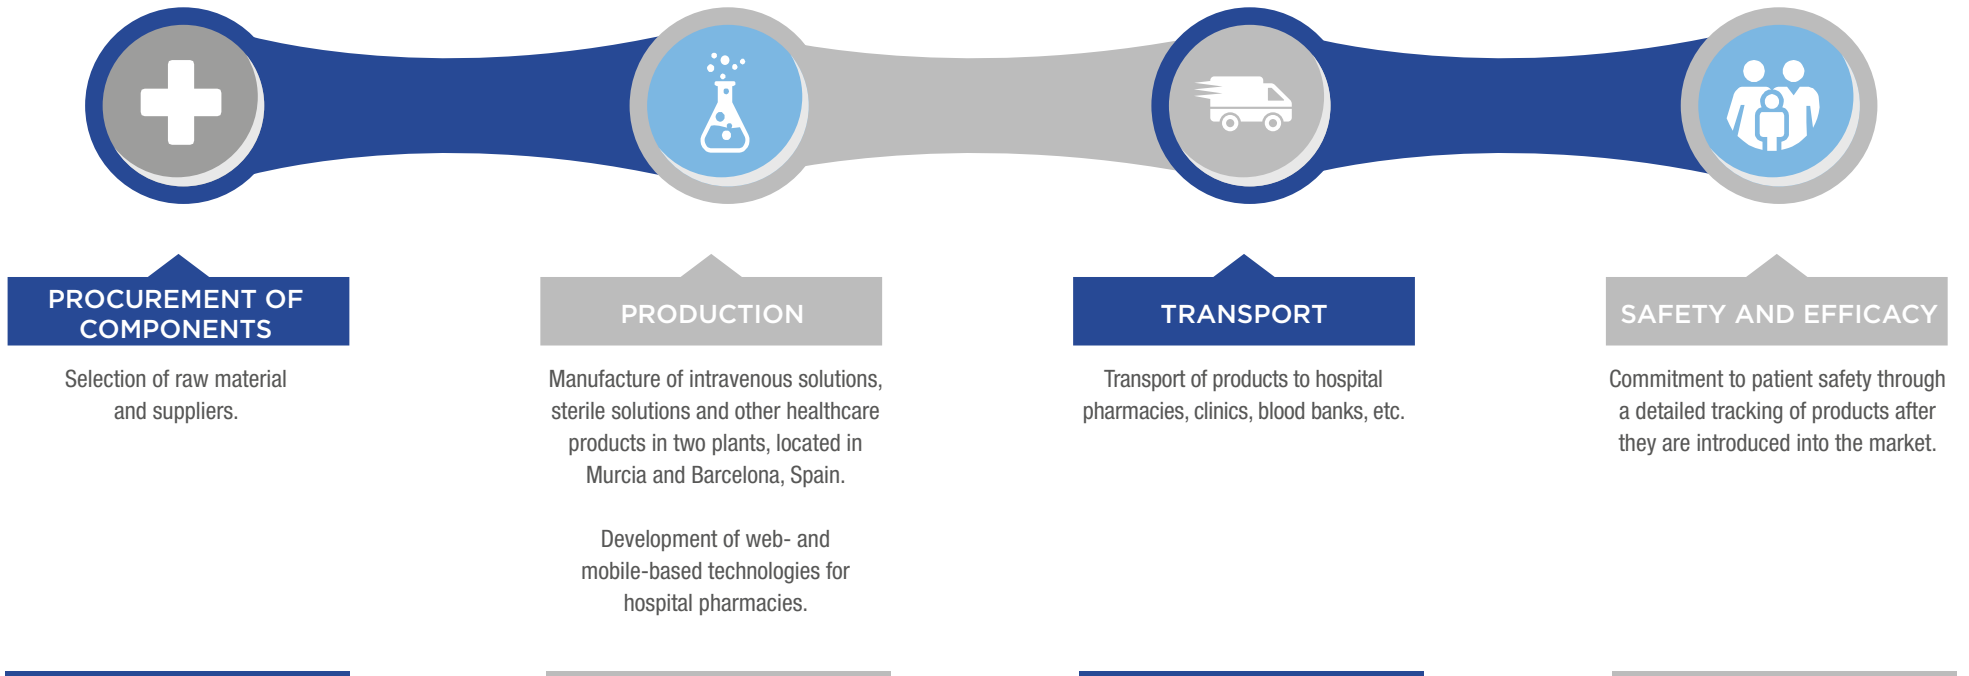 PROCUREMENT OF
COMPONENTS
Selection of raw material
and suppliers.
PRODUCTION
Manufacture of intravenous solutions,
sterile solutions and other healthcare
products in two plants, located in
Murcia and Barcelona, Spain.
Development of web- and
mobile-based technologies for
hospital pharmacies.
TRANSPORT
Transport of products to hospital
pharmacies, clinics, blood banks, etc.
SAFETY AND EFFICACY
Commitment to patient safety through
a detailed tracking of products after
they are introduced into the market.